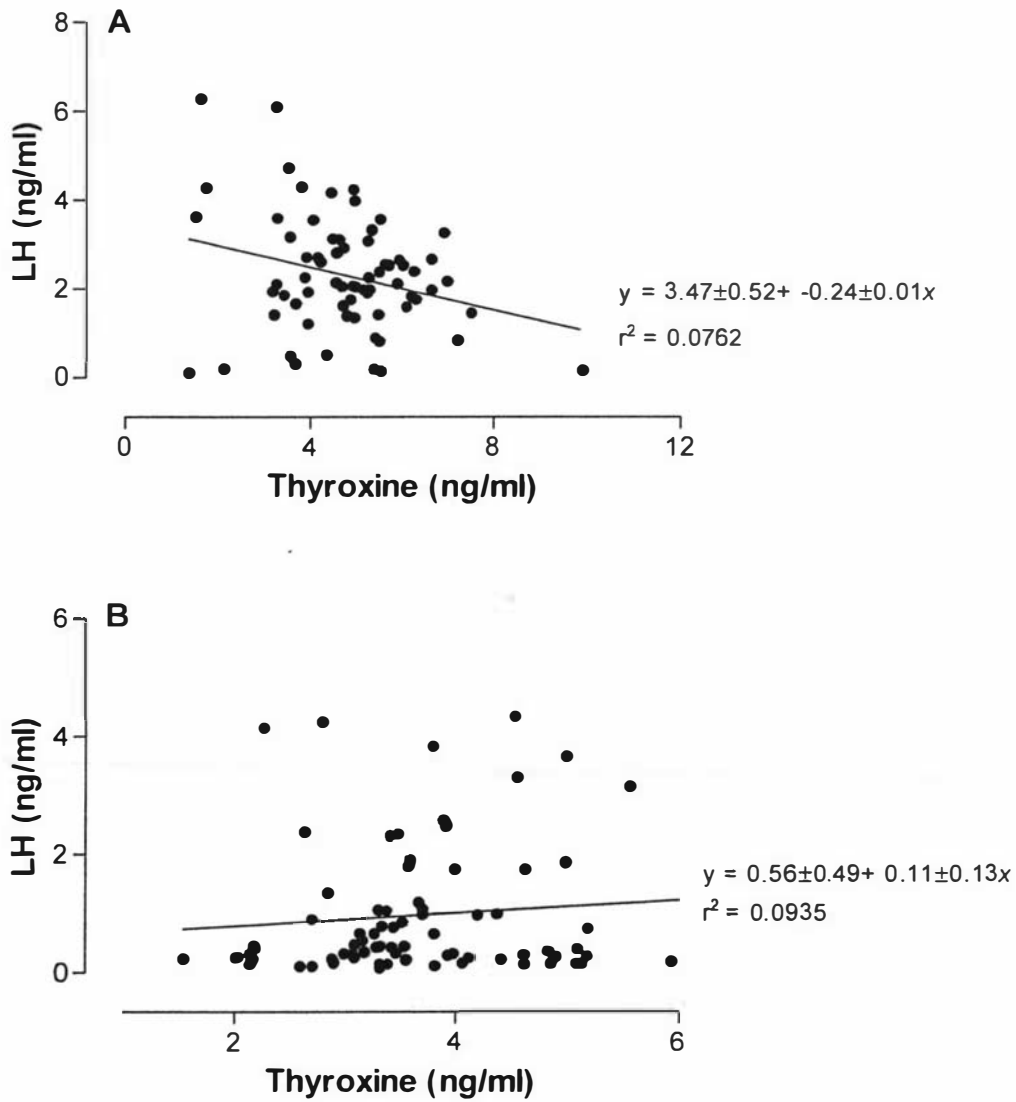 A
8
6
4
2
0
LH (ng/ml)
y = 3.47±0.52+ -0.24±0.01x
r² = 0.0762
0 4 8 12
Thyroxine (ng/ml)
B
6
4
2
0
LH (ng/ml)
y = 0.56±0.49+ 0.11±0.13x
r² = 0.0935
2 4 6
Thyroxine (ng/ml)